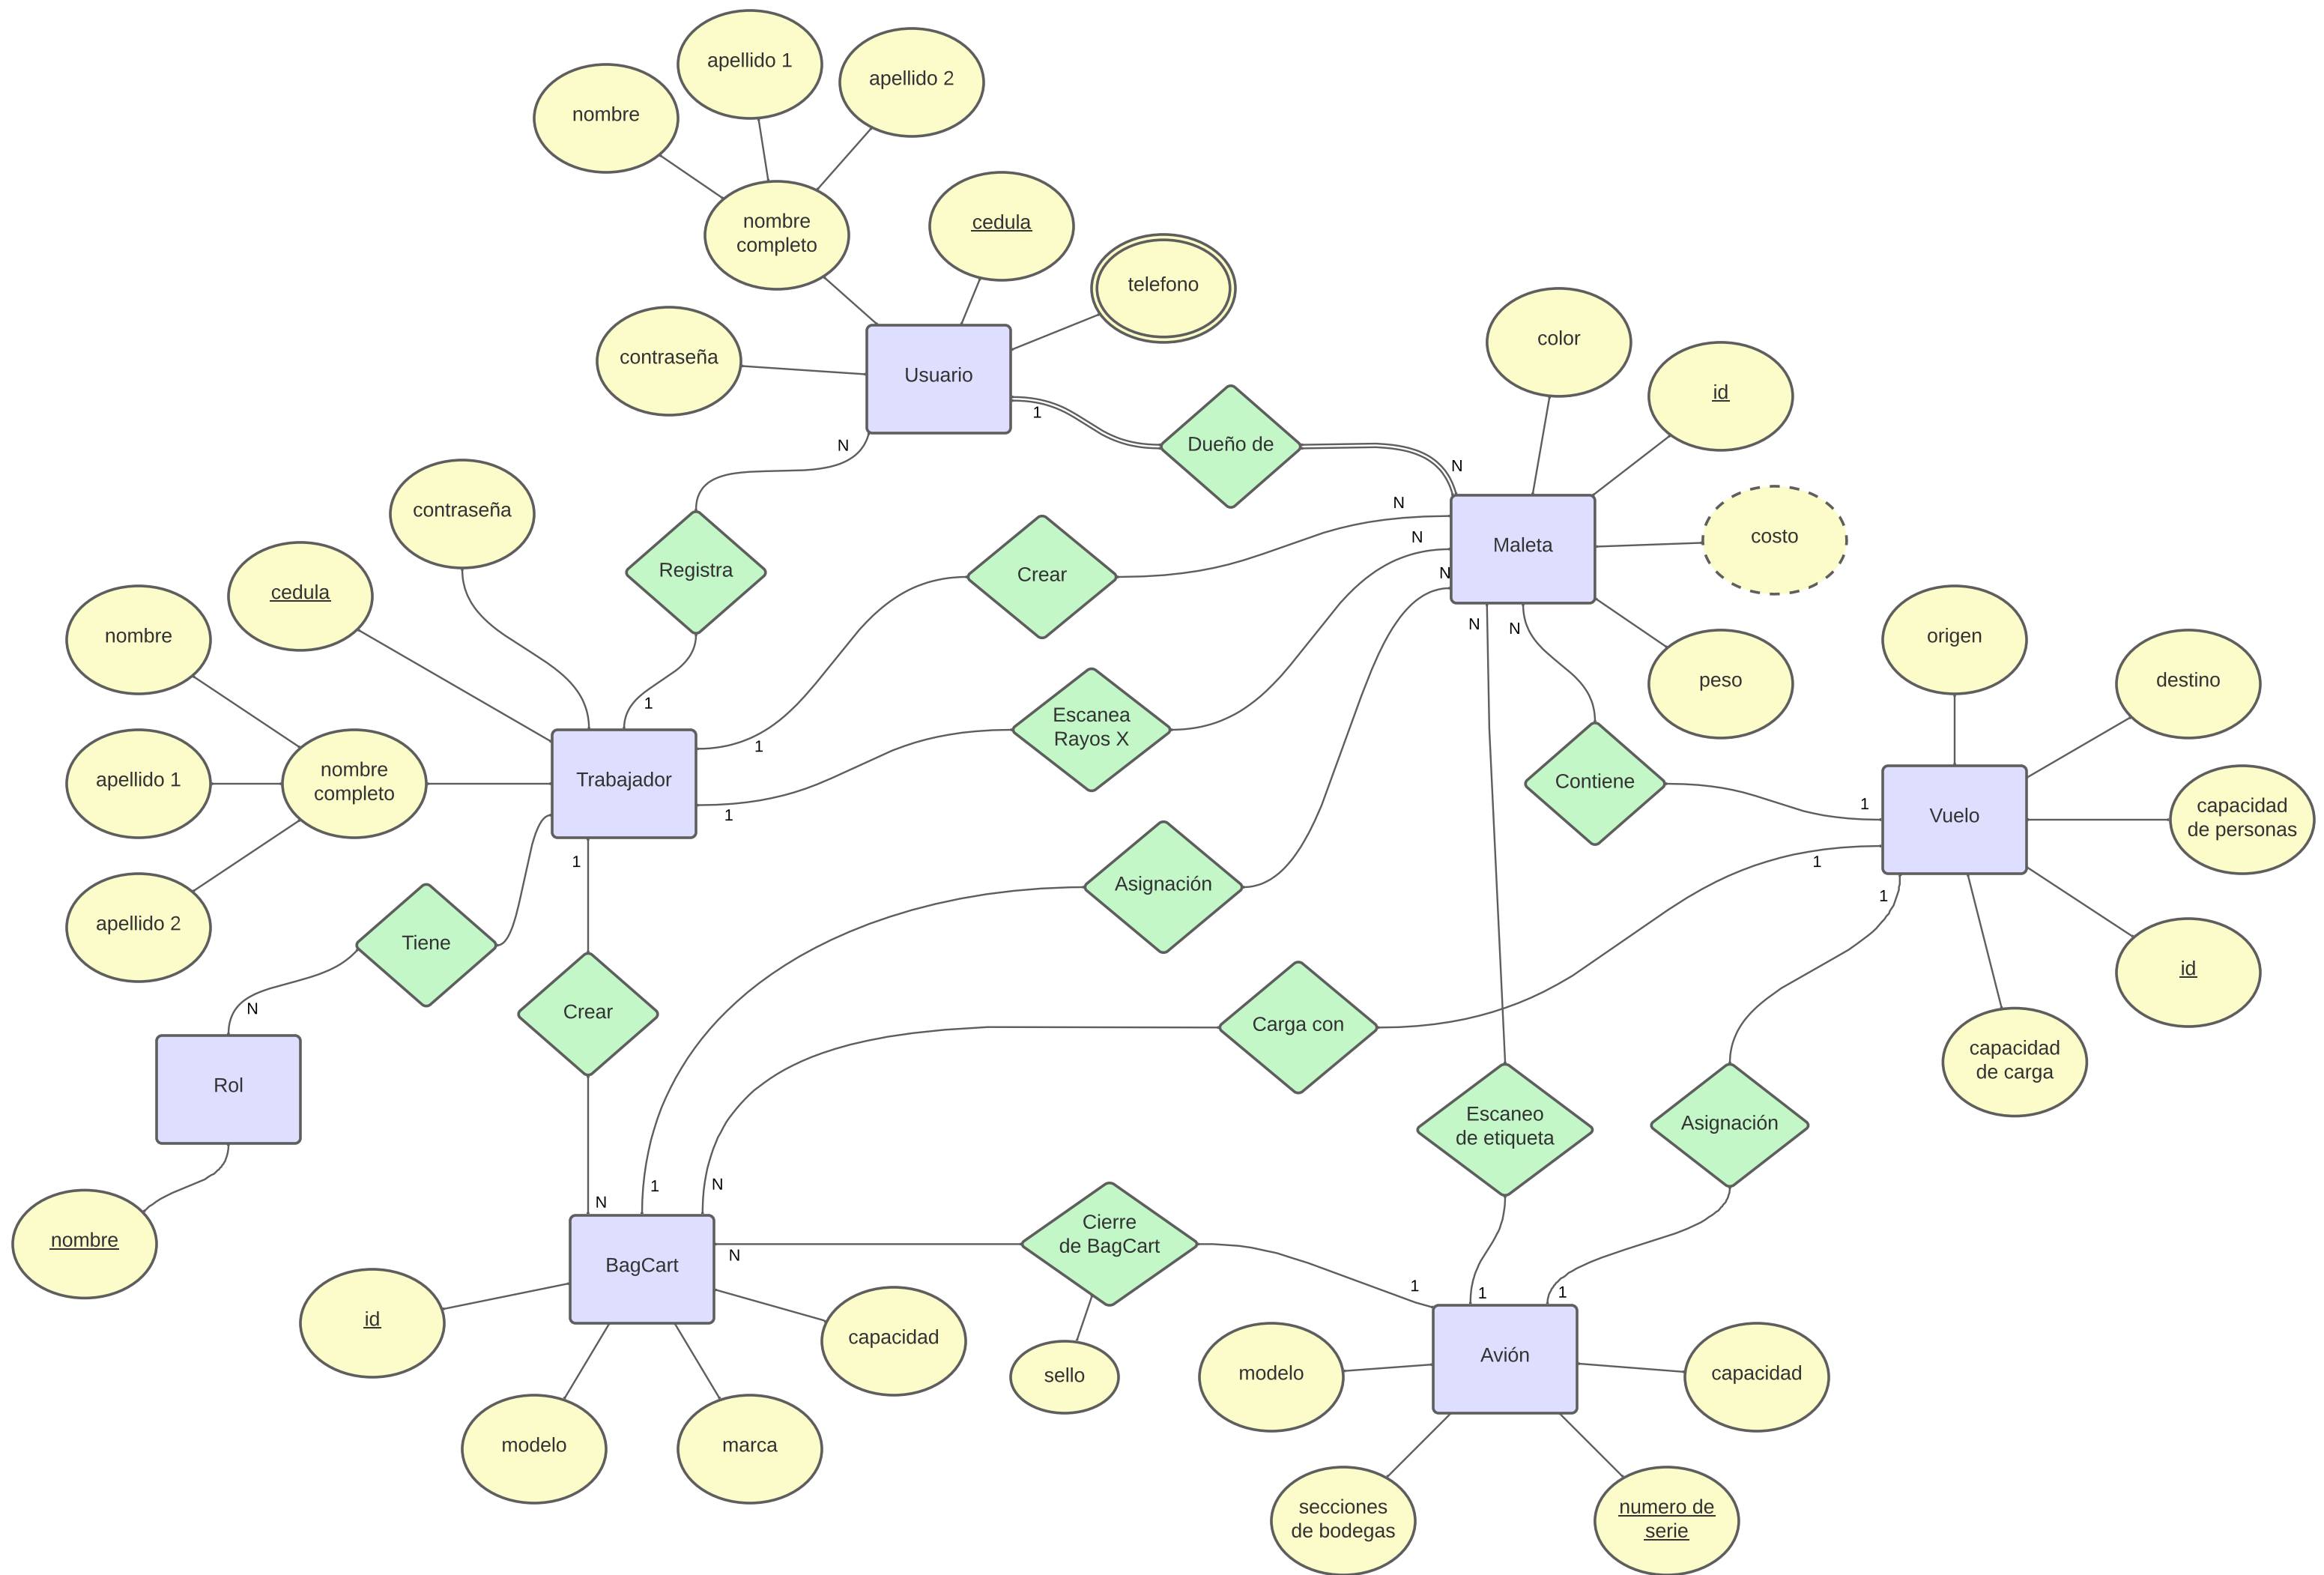 apellido 1
apellido 2
nombre
nombre
completo
cedula
telefono
contraseña
Usuario
1
N
Dueño de
N
color
id
costo
peso
Maleta
N
N
N
N
N
contraseña
cedula
nombre
apellido 1
nombre
completo
apellido 2
Registra
1
Crear
1
Escanea
Rayos X
1
Trabajador
1
Tiene
N
Rol
nombre
Crear
N
Asignación
1
Contiene
1
origen
destino
capacidad
de personas
Vuelo
id
capacidad
de carga
1
1
Carga con
N
Escaneo
de etiqueta
1
Asignación
1
BagCart
N
Cierre
de BagCart
1
sello
id
modelo
marca
capacidad
Avión
modelo
capacidad
secciones
de bodegas
numero de
serie